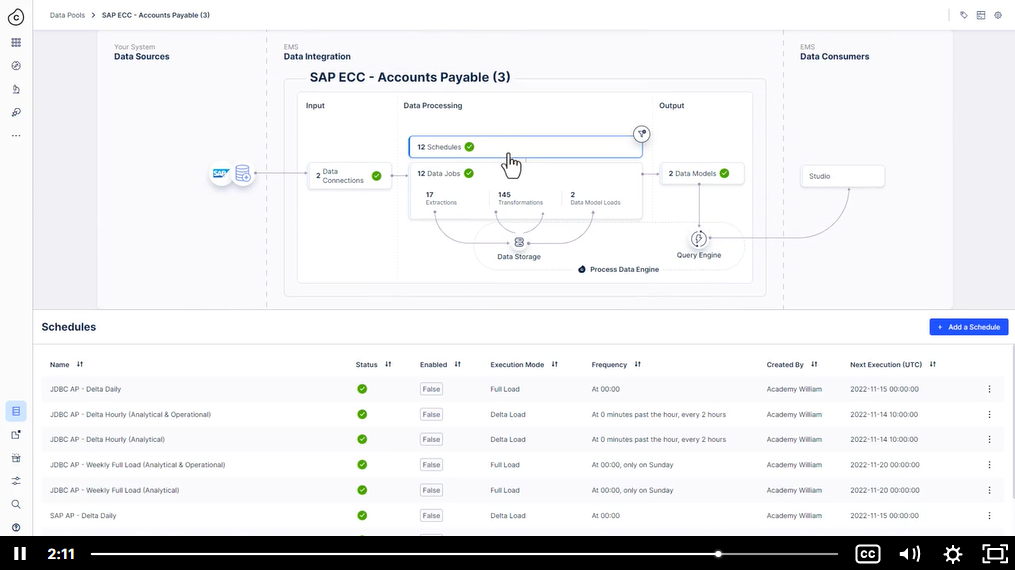 Data Pools > SAP ECC - Accounts Payable (3)
Your System
Data Sources
EMS
Data Integration
EMS
Data Consumers
SAP ECC - Accounts Payable (3)
Input
Data Processing
Output
12 Schedules
SAP
2 Data Connections
12 Data Jobs
17
Extractions
145
Transformations
2
Data Model Loads
2 Data Models
Studio
Data Storage
Query Engine
Process Data Engine
Schedules
+ Add a Schedule
Name Status Enabled Execution Mode Frequency Created By Next Execution (UTC)
JDBC AP - Delta Daily False Full Load At 00:00 Academy William 2022-11-15 00:00:00
JDBC AP - Delta Hourly (Analytical & Operational) False Delta Load At 0 minutes past the hour, every 2 hours Academy William 2022-11-14 10:00:00
JDBC AP - Delta Hourly (Analytical) False Delta Load At 0 minutes past the hour, every 2 hours Academy William 2022-11-14 10:00:00
JDBC AP - Weekly Full Load (Analytical & Operational) False Full Load At 00:00, only on Sunday Academy William 2022-11-20 00:00:00
JDBC AP - Weekly Full Load (Analytical) False Full Load At 00:00, only on Sunday Academy William 2022-11-20 00:00:00
SAP AP - Delta Daily False Delta Load At 00:00 Academy William 2022-11-15 00:00:00
2:11
CC